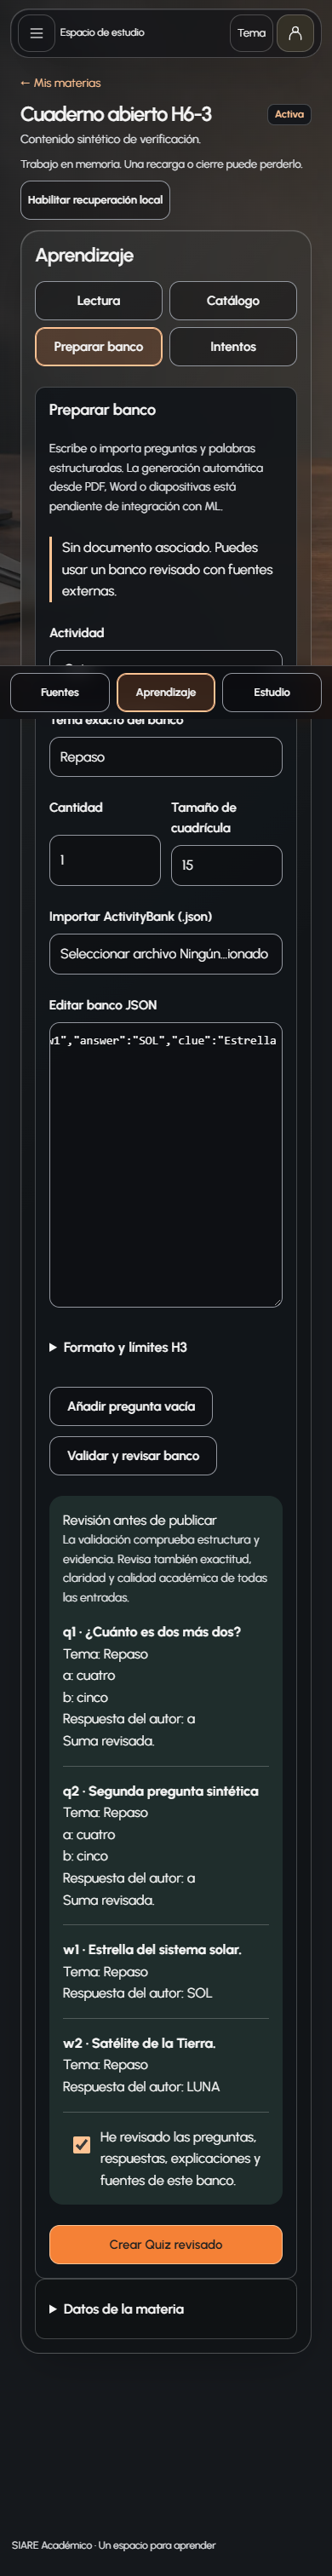 Espacio de estudio
Tema
← Mis materias
Cuaderno abierto H6-3
Activa
Contenido sintético de verificación.
Trabajo en memoria. Una recarga o cierre puede perderlo.
Habilitar recuperación local
Aprendizaje
Lectura
Catálogo
Preparar banco
Intentos
Preparar banco
Escribe o importa preguntas y palabras
estructuradas. La generación automática
desde PDF, Word o diapositivas está
pendiente de integración con ML.
Sin documento asociado. Puedes
usar un banco revisado con fuentes
externas.
Actividad
Fuentes
Aprendizaje
Estudio
Tema exacto del banco
Repaso
Cantidad
Tamaño de
cuadrícula
1
15
Importar ActivityBank (.json)
Seleccionar archivo Ningún...ionado
Editar banco JSON
w1","answer":"SOL","clue":"Estrella
▶ Formato y límites H3
Añadir pregunta vacía
Validar y revisar banco
Revisión antes de publicar
La validación comprueba estructura y
evidencia. Revisa también exactitud,
claridad y calidad académica de todas
las entradas.
q1 · ¿Cuánto es dos más dos?
Tema: Repaso
a: cuatro
b: cinco
Respuesta del autor: a
Suma revisada.
q2 · Segunda pregunta sintética
Tema: Repaso
a: cuatro
b: cinco
Respuesta del autor: a
Suma revisada.
w1 · Estrella del sistema solar.
Tema: Repaso
Respuesta del autor: SOL
w2 · Satélite de la Tierra.
Tema: Repaso
Respuesta del autor: LUNA
He revisado las preguntas,
respuestas, explicaciones y
fuentes de este banco.
Crear Quiz revisado
▶ Datos de la materia
SIARE Académico · Un espacio para aprender